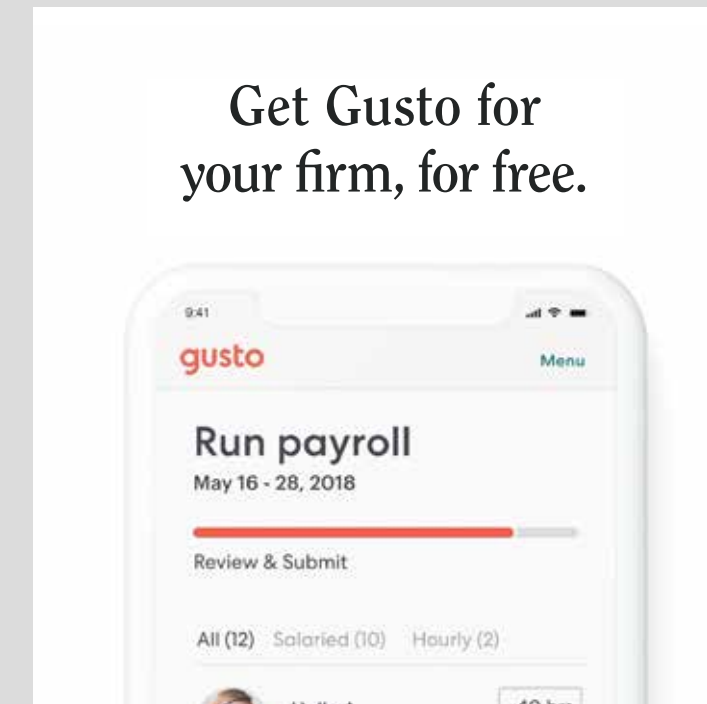 Get Gusto for
your firm, for free.
9:41
gusto Menu
Run payroll
May 16 - 28, 2018
Review & Submit
All (12) Salaried (10) Hourly (2)